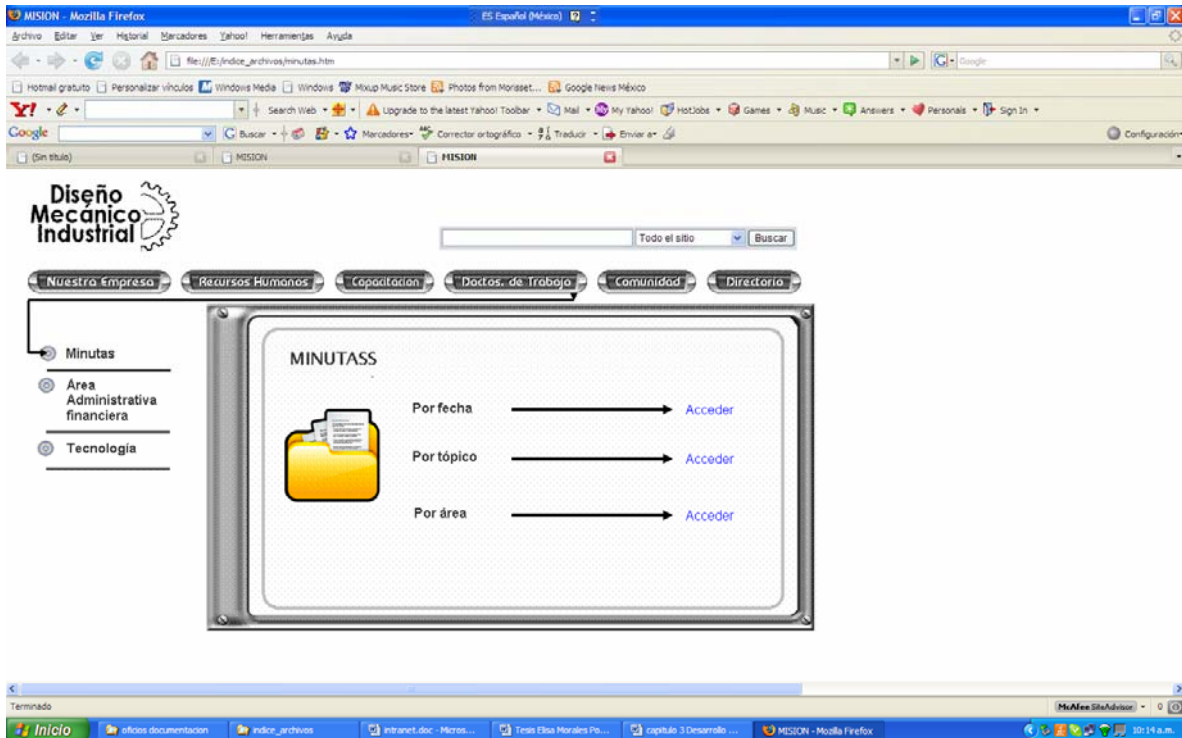 MISION - Mozilla Firefox
ES Español (México)
Archivo Editar Ver Historial Marcadores Yahoo! Herramientas Ayuda
file:///E:/indice_archivos/minutas.htm
Google
Hotmail gratuito Personalizar vínculos Windows Media Windows Mixup Music Store Photos from Morisset... Google News México
Y! Search Web Upgrade to the latest Yahoo! Toolbar Mail My Yahoo! HotJobs Games Music Answers Personals Sign In
Google Buscar Marcadores Corrector ortográfico Traducir Enviar a Configuración
(Sin título) MISION MISION
Diseño
Mecánico
Industrial
Todo el sitio Buscar
Nuestra Empresa Recursos Humanos Capacitacion Doctos. de Trabajo Comunidad Directorio
Minutas
Area
Administrativa
financiera
Tecnología
MINUTASS
Por fecha Acceder
Por tópico Acceder
Por área Acceder
Terminado McAfee SiteAdvisor 0
Inicio oficios documentacion indice_archivos intranet.doc - Micros... Tesis Elisa Morales Po... capitulo 3 Desarrollo ... MISION - Mozilla Firefox 10:14 a.m.